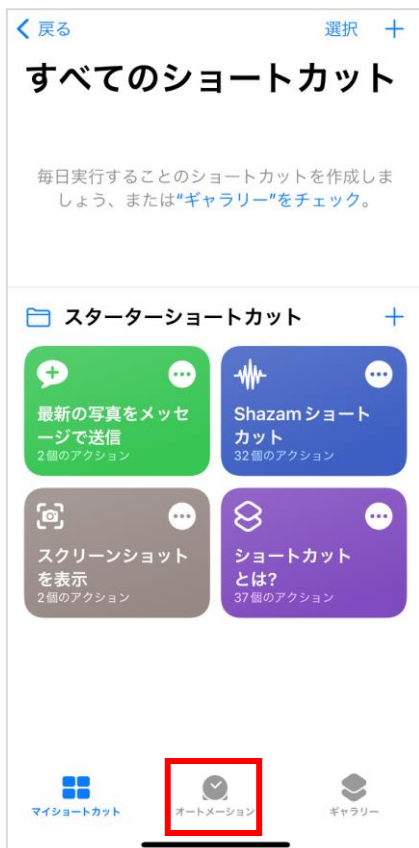 戻る
選択
すべてのショートカット
毎日実行することのショートカットを作成しま
しょう、または“ギャラリー”をチェック。
スターターショートカット
最新の写真をメッセ
ージで送信
2個のアクション
Shazamショート
カット
32個のアクション
スクリーンショット
を表示
2個のアクション
ショートカット
とは?
37個のアクション
マイショートカット
オートメーション
ギャラリー